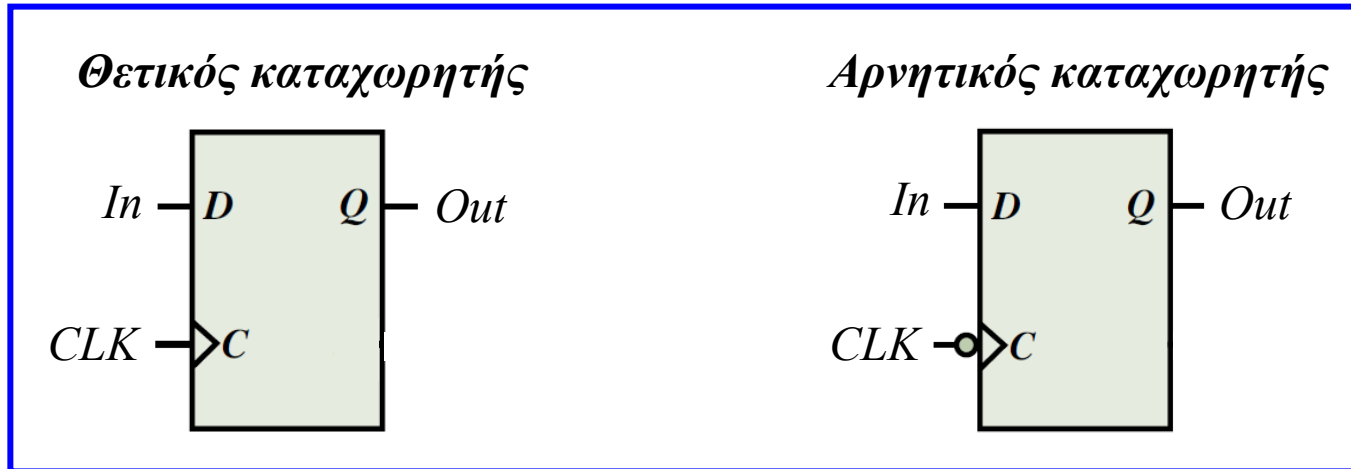 Θετικός καταχωρητής
Αρνητικός καταχωρητής
In D Q Out
In D Q Out
CLK C
CLK C